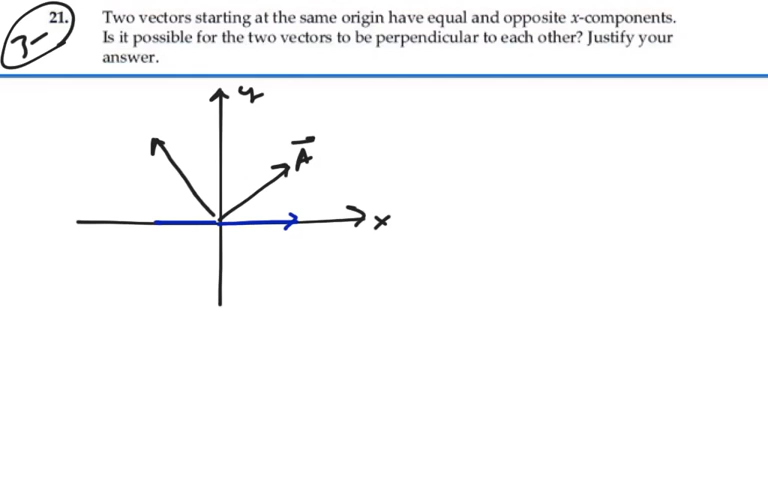 3- 21. Two vectors starting at the same origin have equal and opposite x-components.
Is it possible for the two vectors to be perpendicular to each other? Justify your
answer.
y
A
x